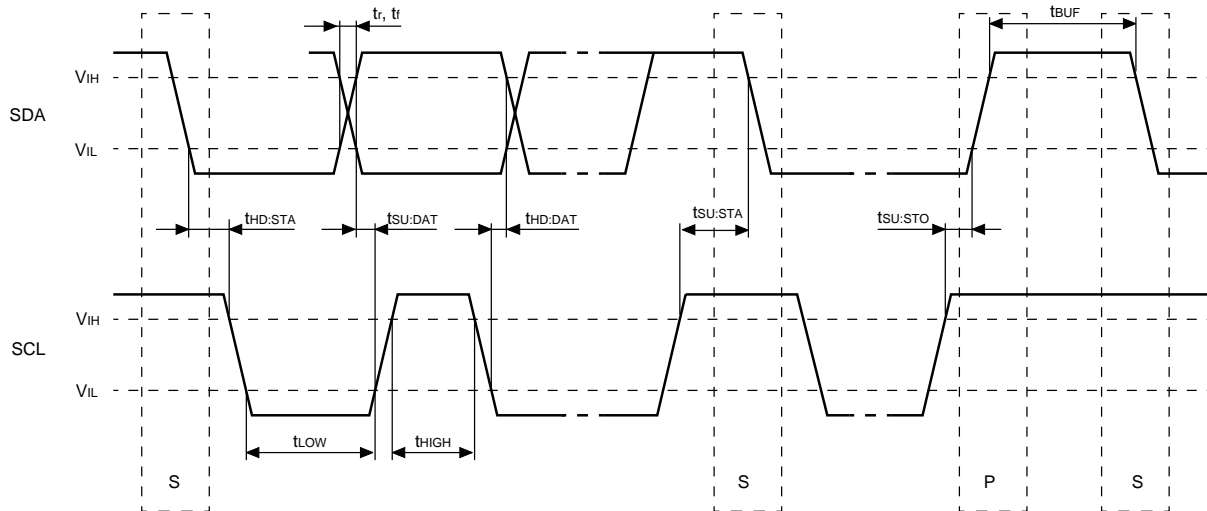 tr, tf
tBUF
VIH
SDA
VIL
tHD:STA
tSU:DAT
tHD:DAT
tSU:STA
tSU:STO
VIH
SCL
VIL
tLOW
tHIGH
S
S
P
S